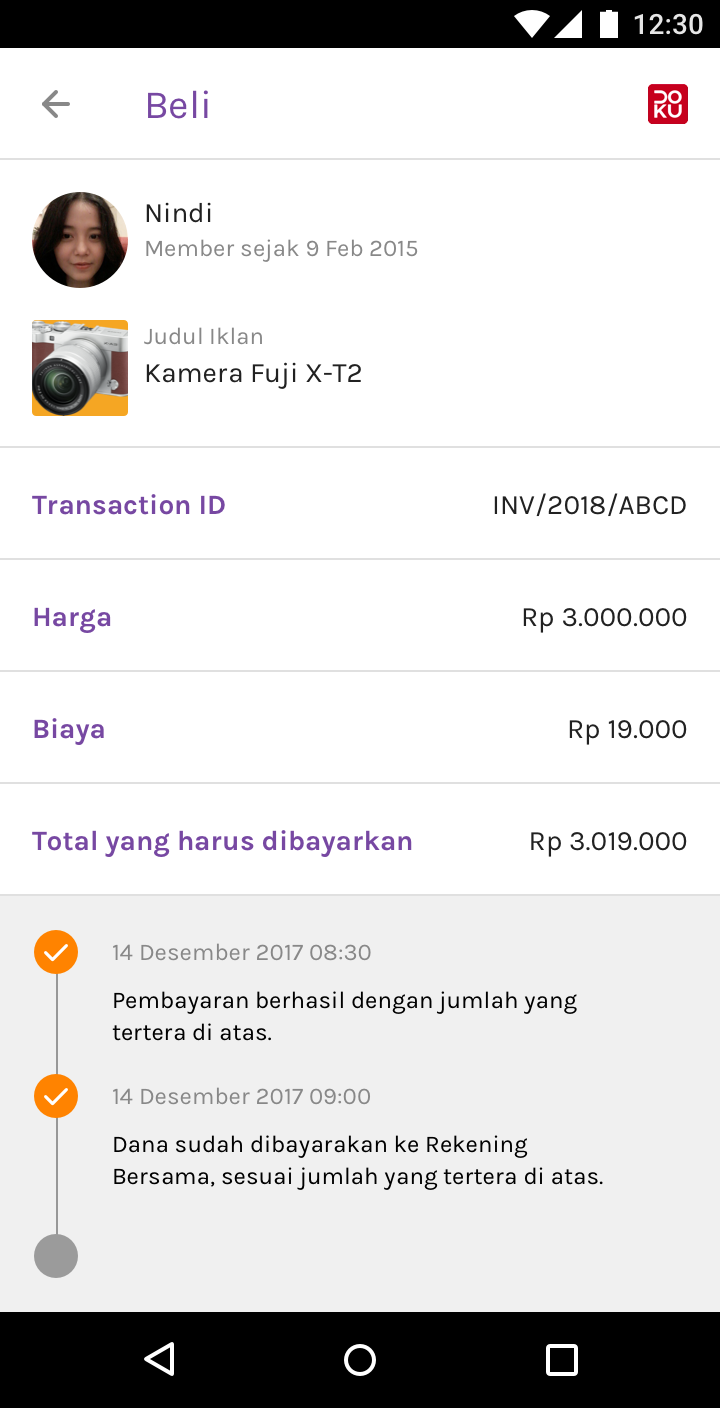 12:30
Beli
DOKU
Nindi
Member sejak 9 Feb 2015
Judul Iklan
Kamera Fuji X-T2
Transaction ID
INV/2018/ABCD
Harga
Rp 3.000.000
Biaya
Rp 19.000
Total yang harus dibayarkan
Rp 3.019.000
14 Desember 2017 08:30
Pembayaran berhasil dengan jumlah yang
tertera di atas.
14 Desember 2017 09:00
Dana sudah dibayarakan ke Rekening
Bersama, sesuai jumlah yang tertera di atas.